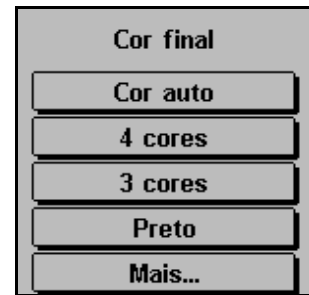 Cor final
Cor auto
4 cores
3 cores
Preto
Mais...